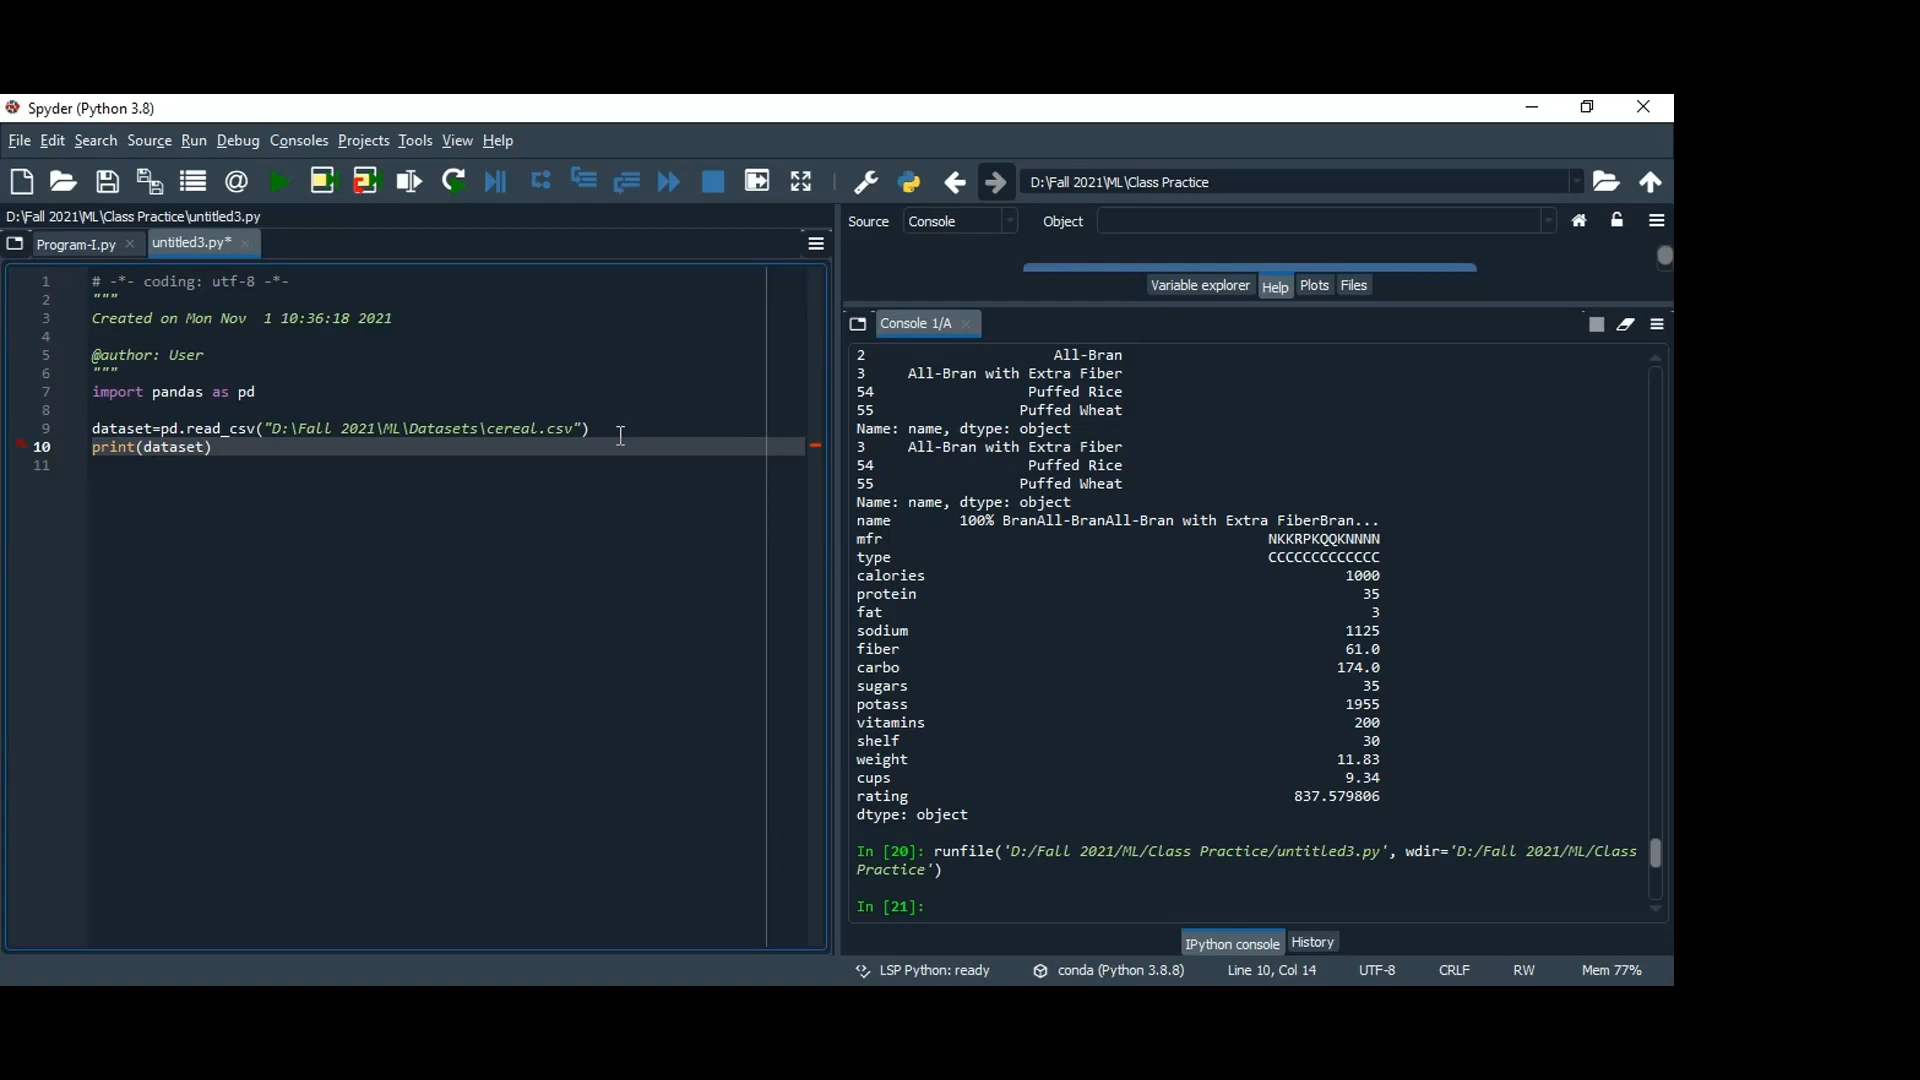 Spyder (Python 3.8)
File Edit Search Source Run Debug Consoles Projects Tools View Help
D:\Fall 2021\ML\Class Practice
D:\Fall 2021\ML\Class Practice\untitled3.py
Source Console Object
Program-I.py untitled3.py*
Variable explorer Help Plots Files
Console 1/A
1 # -*- coding: utf-8 -*-
2 """
3 Created on Mon Nov  1 10:36:18 2021
4
5 @author: User
6 """
7 import pandas as pd
8
9 dataset=pd.read_csv("D:\Fall 2021\ML\Datasets\cereal.csv")
10 print(dataset)
11
2 All-Bran
3 All-Bran with Extra Fiber
54 Puffed Rice
55 Puffed Wheat
Name: name, dtype: object
3 All-Bran with Extra Fiber
54 Puffed Rice
55 Puffed Wheat
Name: name, dtype: object
name 100% BranAll-BranAll-Bran with Extra FiberBran...
mfr NKKRPKQQKNNNN
type CCCCCCCCCCCCC
calories 1000
protein 35
fat 3
sodium 1125
fiber 61.0
carbo 174.0
sugars 35
potass 1955
vitamins 200
shelf 30
weight 11.83
cups 9.34
rating 837.579806
dtype: object
In [20]: runfile('D:/Fall 2021/ML/Class Practice/untitled3.py', wdir='D:/Fall 2021/ML/Class
Practice')
In [21]:
IPython console History
LSP Python: ready conda (Python 3.8.8) Line 10, Col 14 UTF-8 CRLF RW Mem 77%